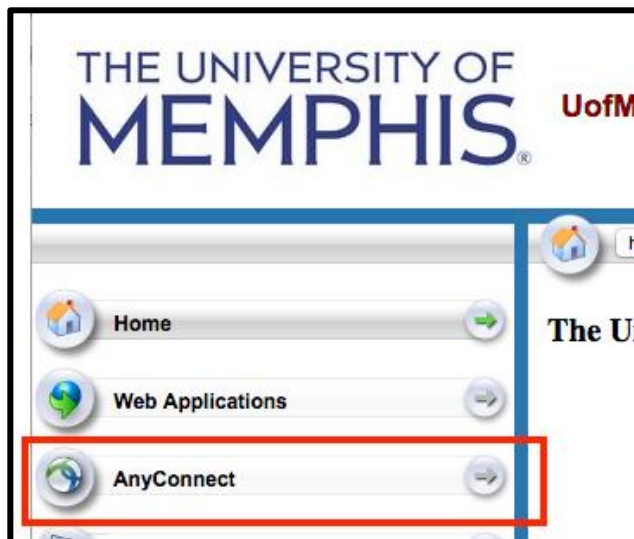 THE UNIVERSITY OF
MEMPHIS®
UofM
Home
The U
Web Applications
AnyConnect